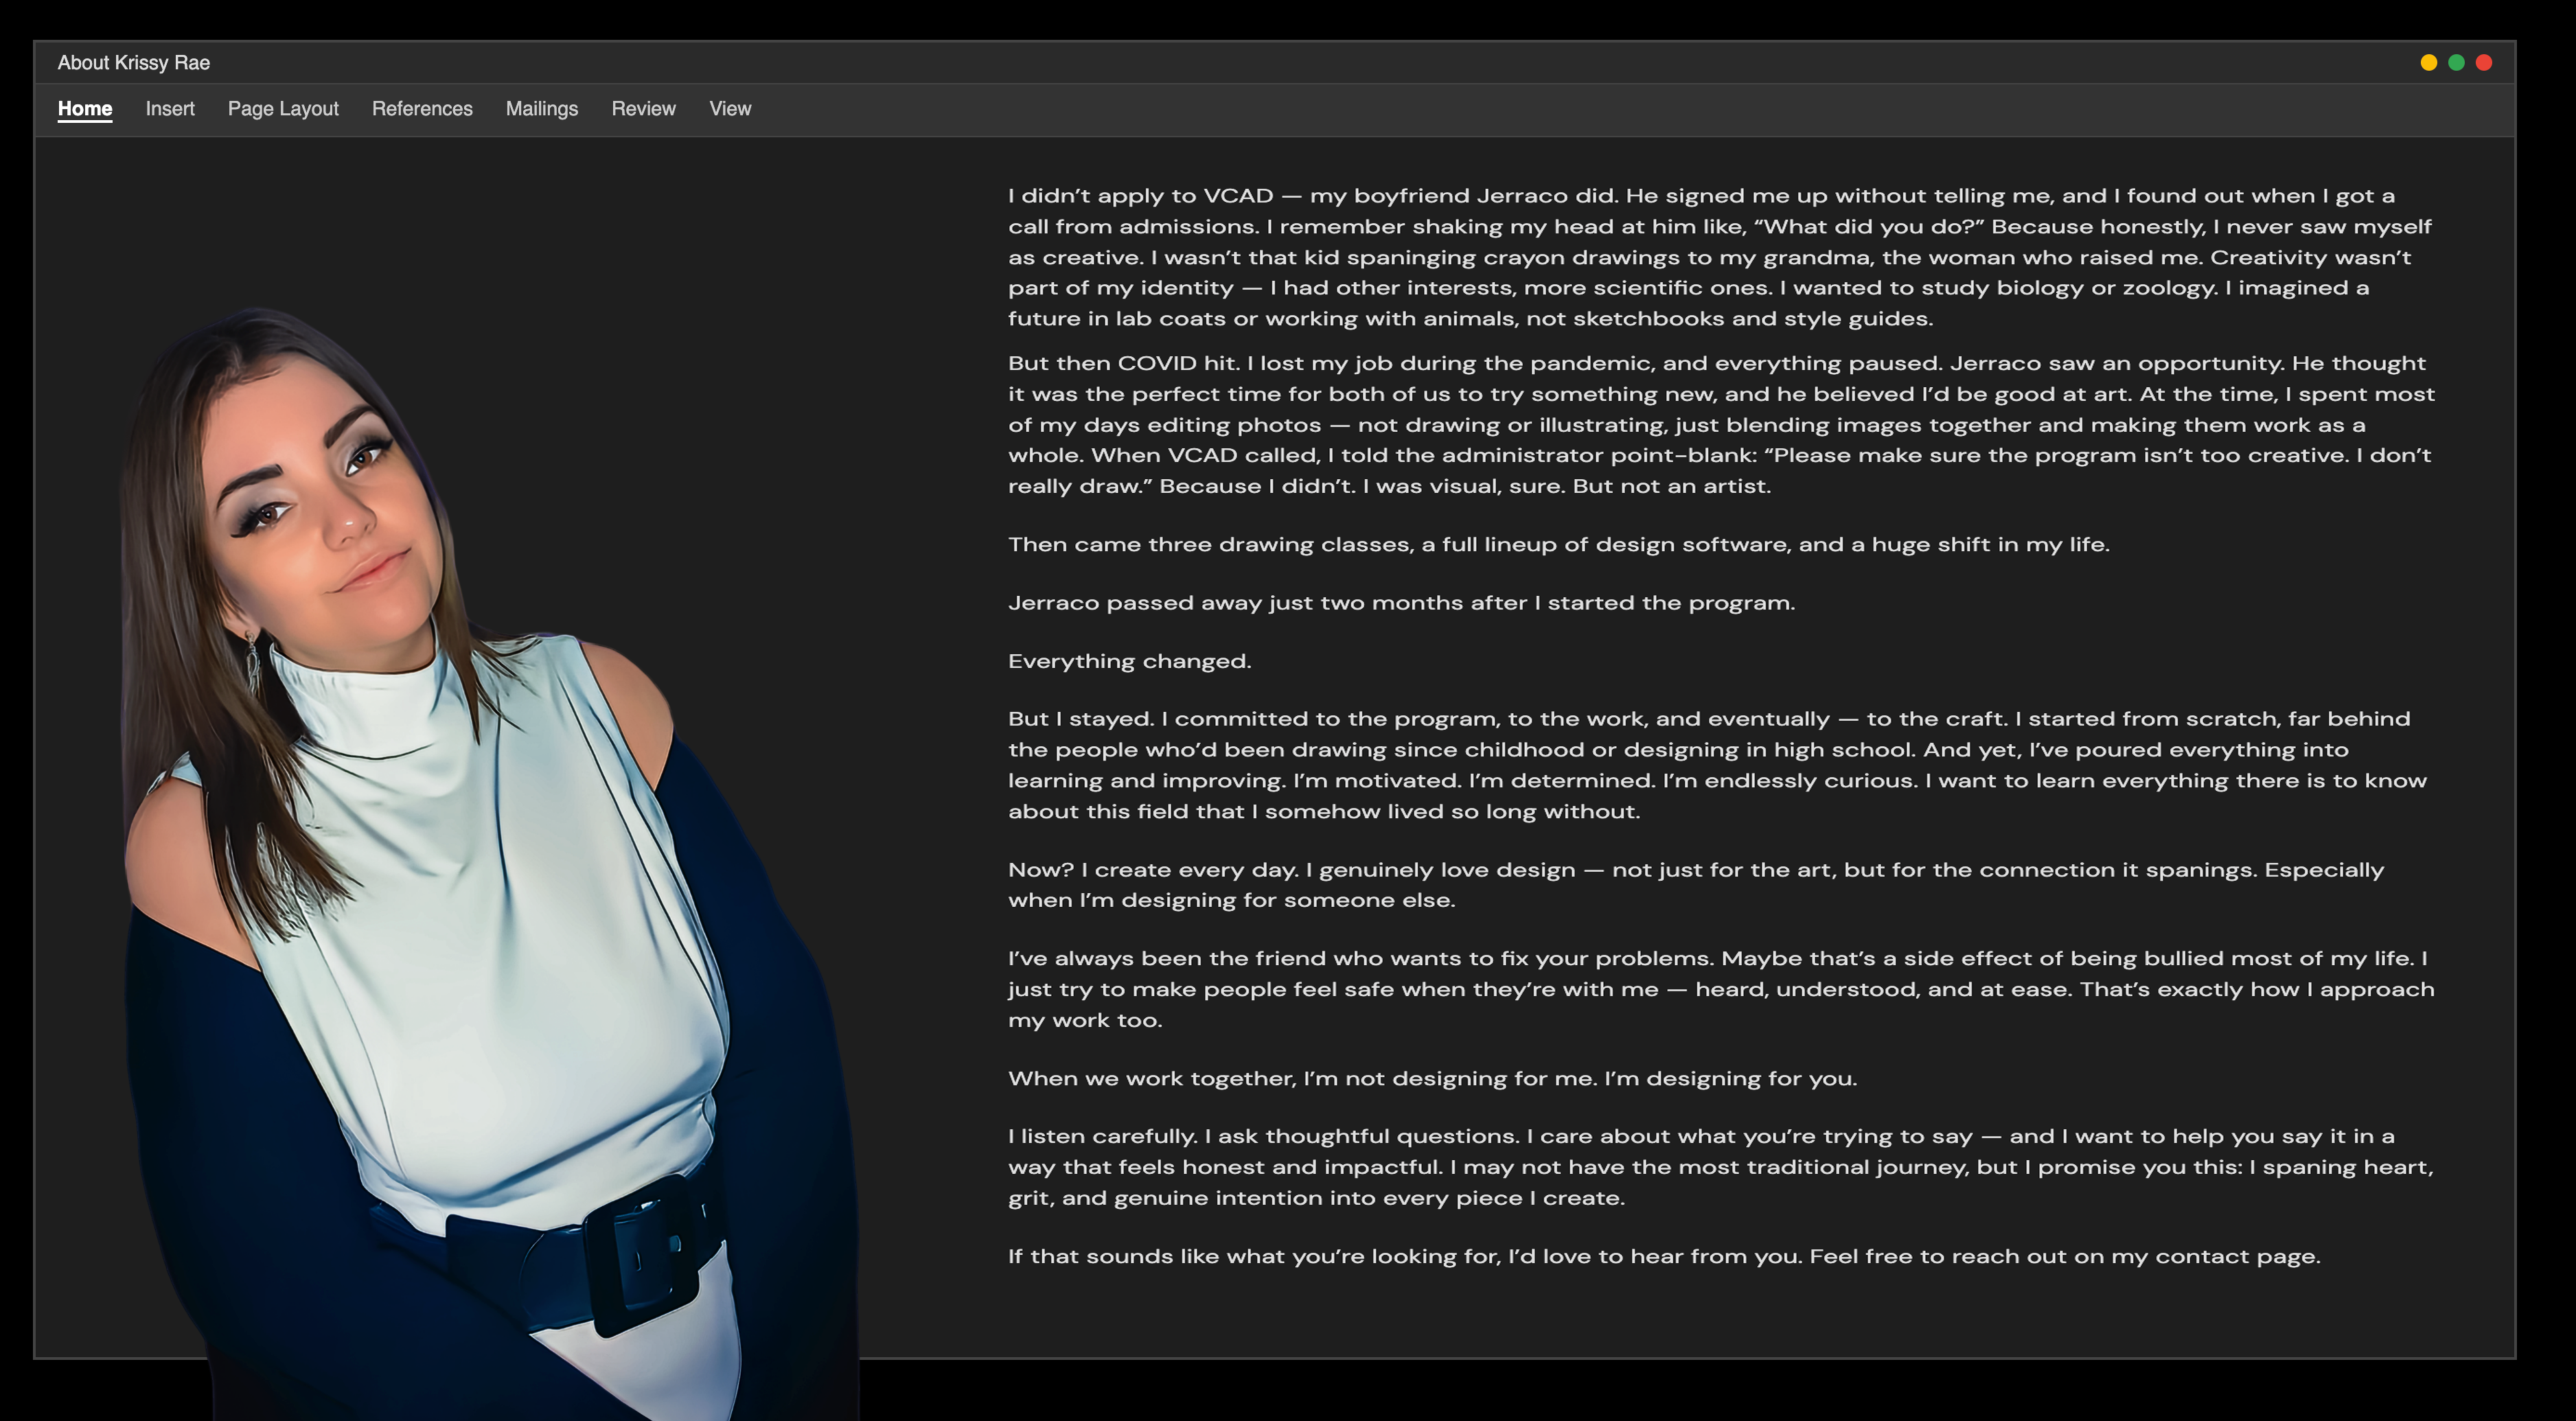 About Krissy Rae
Home Insert Page Layout References Mailings Review View
I didn’t apply to VCAD — my boyfriend Jerraco did. He signed me up without telling me, and I found out when I got a
call from admissions. I remember shaking my head at him like, “What did you do?” Because honestly, I never saw myself
as creative. I wasn’t that kid spaninging crayon drawings to my grandma, the woman who raised me. Creativity wasn’t
part of my identity — I had other interests, more scientific ones. I wanted to study biology or zoology. I imagined a
future in lab coats or working with animals, not sketchbooks and style guides.
But then COVID hit. I lost my job during the pandemic, and everything paused. Jerraco saw an opportunity. He thought
it was the perfect time for both of us to try something new, and he believed I’d be good at art. At the time, I spent most
of my days editing photos — not drawing or illustrating, just blending images together and making them work as a
whole. When VCAD called, I told the administrator point-blank: “Please make sure the program isn’t too creative. I don’t
really draw.” Because I didn’t. I was visual, sure. But not an artist.
Then came three drawing classes, a full lineup of design software, and a huge shift in my life.
Jerraco passed away just two months after I started the program.
Everything changed.
But I stayed. I committed to the program, to the work, and eventually — to the craft. I started from scratch, far behind
the people who’d been drawing since childhood or designing in high school. And yet, I’ve poured everything into
learning and improving. I’m motivated. I’m determined. I’m endlessly curious. I want to learn everything there is to know
about this field that I somehow lived so long without.
Now? I create every day. I genuinely love design — not just for the art, but for the connection it spanings. Especially
when I’m designing for someone else.
I’ve always been the friend who wants to fix your problems. Maybe that’s a side effect of being bullied most of my life. I
just try to make people feel safe when they’re with me — heard, understood, and at ease. That’s exactly how I approach
my work too.
When we work together, I’m not designing for me. I’m designing for you.
I listen carefully. I ask thoughtful questions. I care about what you’re trying to say — and I want to help you say it in a
way that feels honest and impactful. I may not have the most traditional journey, but I promise you this: I spaning heart,
grit, and genuine intention into every piece I create.
If that sounds like what you’re looking for, I’d love to hear from you. Feel free to reach out on my contact page.